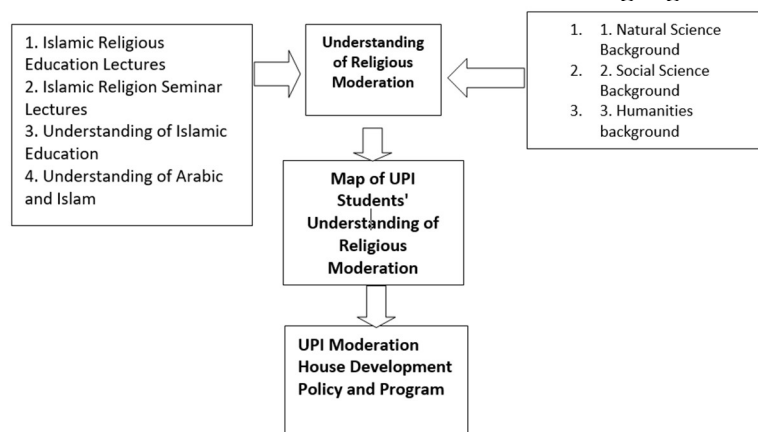 1. Islamic Religious
Education Lectures
2. Islamic Religion Seminar
Lectures
3. Understanding of Islamic
Education
4. Understanding of Arabic
and Islam
Understanding
of Religious
Moderation
1. 1. Natural Science
Background
2. 2. Social Science
Background
3. 3. Humanities
background
Map of UPI
Students'
Understanding of
Religious
Moderation
UPI Moderation
House Development
Policy and Program